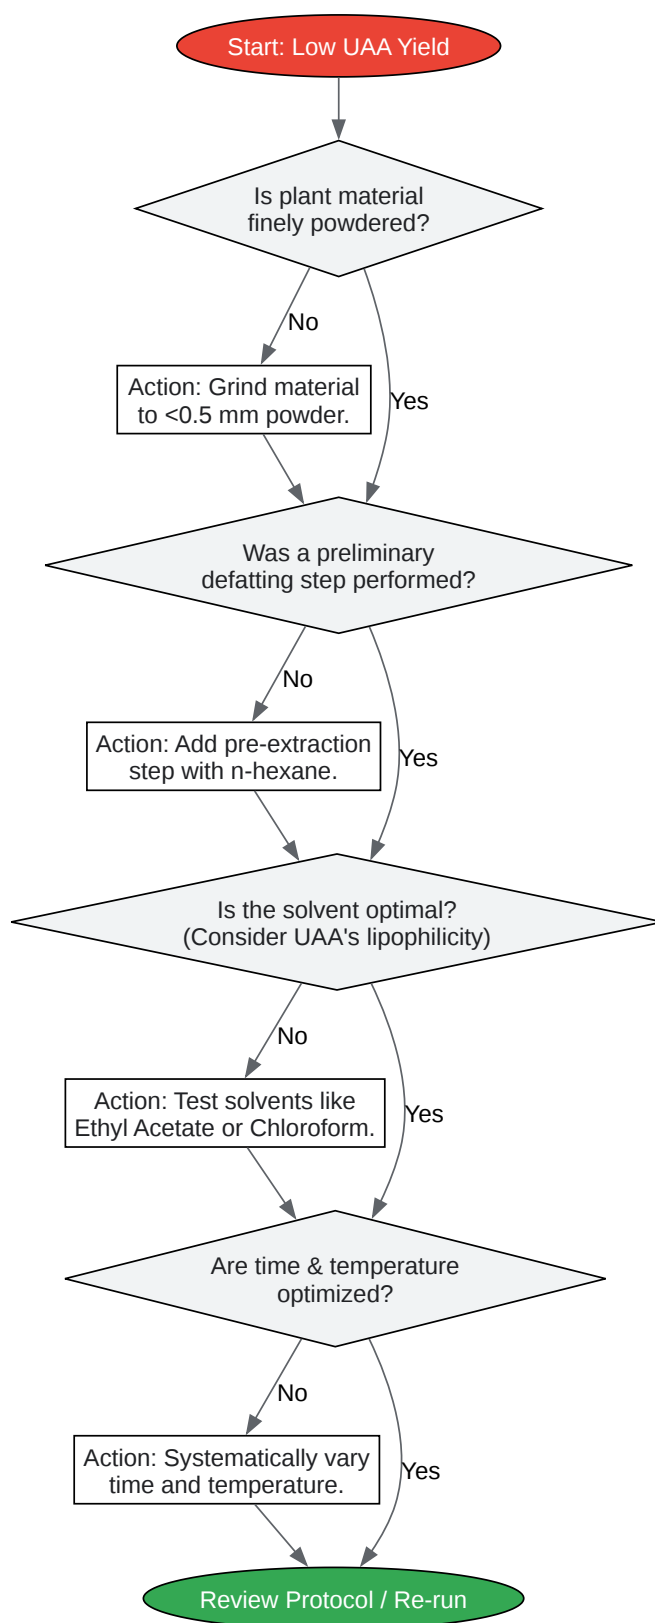 Start: Low UAA Yield
Is plant material
finely powdered?
No
Action: Grind material
to <0.5 mm powder.
Yes
Was a preliminary
defatting step performed?
No
Action: Add pre-extraction
step with n-hexane.
Yes
Is the solvent optimal?
(Consider UAA's lipophilicity)
No
Action: Test solvents like
Ethyl Acetate or Chloroform.
Yes
Are time & temperature
optimized?
No
Action: Systematically vary
time and temperature.
Yes
Review Protocol / Re-run